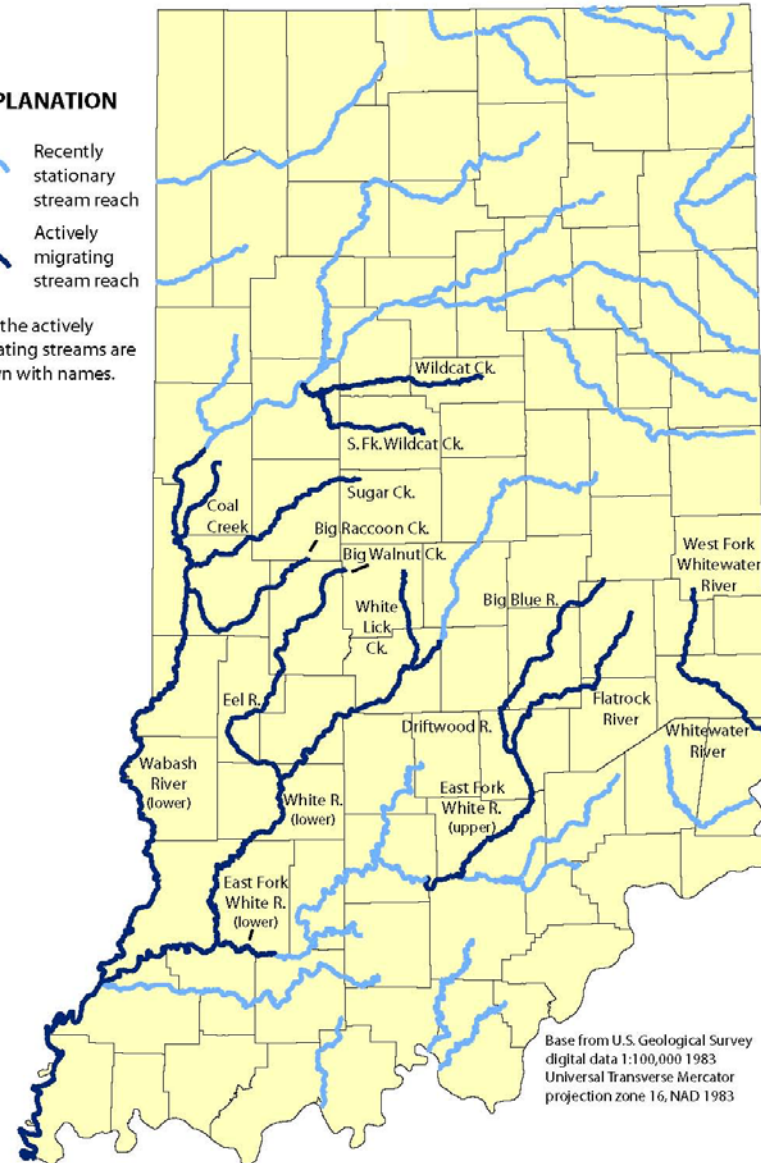 PLANATION
Recently
stationary
stream reach
Actively
migrating
stream reach
the actively
ating streams are
n with names.
Wildcat Ck.
S. Fk. Wildcat Ck.
Sugar Ck.
Coal
Creek
Big Raccoon Ck.
Big Walnut Ck.
West Fork
Whitewater
River
White
Lick
Ck.
Big Blue R.
Eel R.
Flatrock
River
Driftwood R.
Whitewater
River
Wabash
River
(lower)
White R.
(lower)
East Fork
White R.
(upper)
East Fork
White R.
(lower)
Base from U.S. Geological Survey
digital data 1:100,000 1983
Universal Transverse Mercator
projection zone 16, NAD 1983